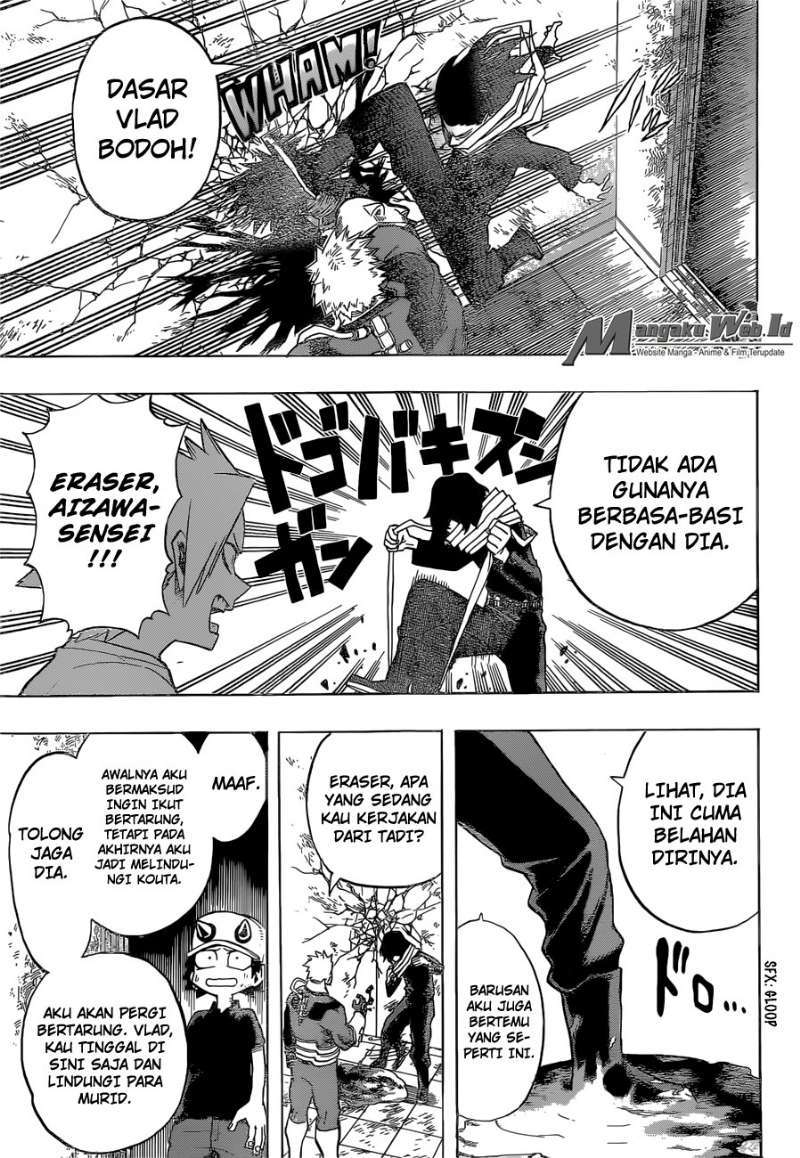 DASAR
VLAD
BODOH!
WHAM!
Mangaku Web.Id
Website Manga - Anime & Film Terupdate
TIDAK ADA
GUNANYA
BERBASA-BASI
DENGAN DIA.
ドゴバキズン
ガン
ERASER,
AIZAWA-
SENSEI
!!!
LIHAT, DIA
INI CUMA
BELAHAN
DIRINYA.
ドロ...
SFX: GLOOP
BARUSAN
AKU JUGA
BERTEMU
YANG SE-
PERTI INI.
ERASER, APA
YANG SEDANG
KAU KERJAKAN
DARI TADI?
MAAF.
AWALNYA AKU
BERMAKSUD
INGIN IKUT
BERTARUNG,
TETAPI PADA
AKHIRNYA AKU
JADI MELINDU-
NGI KOUTA.
TOLONG
JAGA
DIA.
AKU AKAN PERGI
BERTARUNG. VLAD,
KAU TINGGAL DI
SINI SAJA DAN
LINDUNGI PARA
MURID.